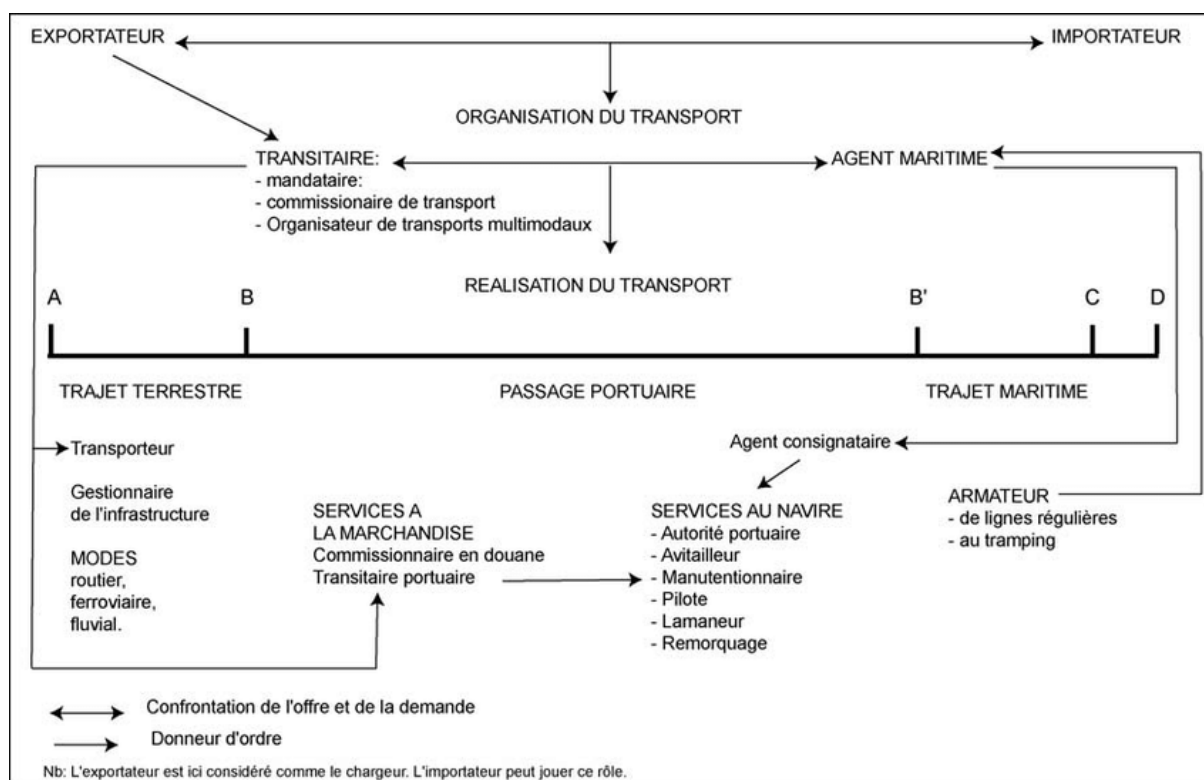 EXPORTATEUR
IMPORTATEUR
ORGANISATION DU TRANSPORT
TRANSITAIRE:
- mandataire:
- commissionaire de transport
- Organisateur de transports multimodaux
AGENT MARITIME
REALISATION DU TRANSPORT
A
B
B'
C
D
TRAJET TERRESTRE
PASSAGE PORTUAIRE
TRAJET MARITIME
Transporteur
Gestionnaire
de l'infrastructure
MODES
routier,
ferroviaire,
fluvial.
SERVICES A
LA MARCHANDISE
Commissionnaire en douane
Transitaire portuaire
Agent consignataire
SERVICES AU NAVIRE
- Autorité portuaire
- Avitailleur
- Manutentionnaire
- Pilote
- Lamaneur
- Remorquage
ARMATEUR
- de lignes régulières
- au tramping
Confrontation de l'offre et de la demande
Donneur d'ordre
Nb: L'exportateur est ici considéré comme le chargeur. L'importateur peut jouer ce rôle.